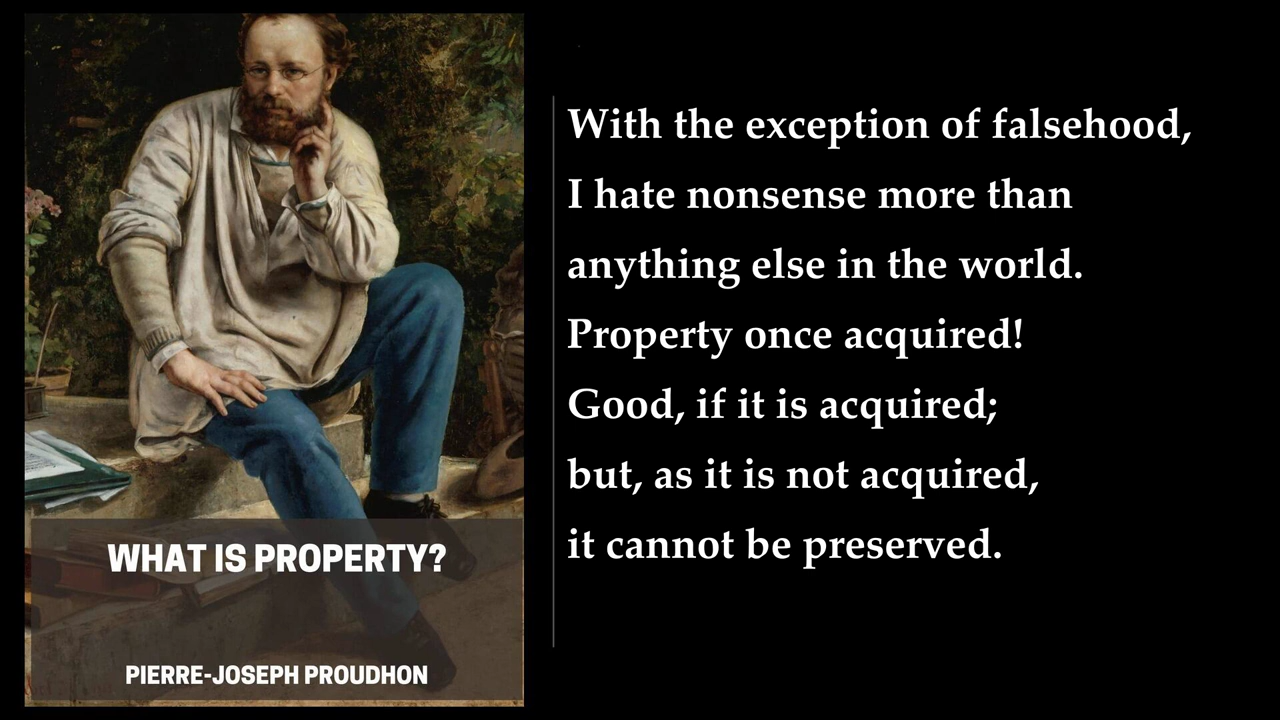 WHAT IS PROPERTY?
PIERRE-JOSEPH PROUDHON
With the exception of falsehood,
I hate nonsense more than
anything else in the world.
Property once acquired!
Good, if it is acquired;
but, as it is not acquired,
it cannot be preserved.